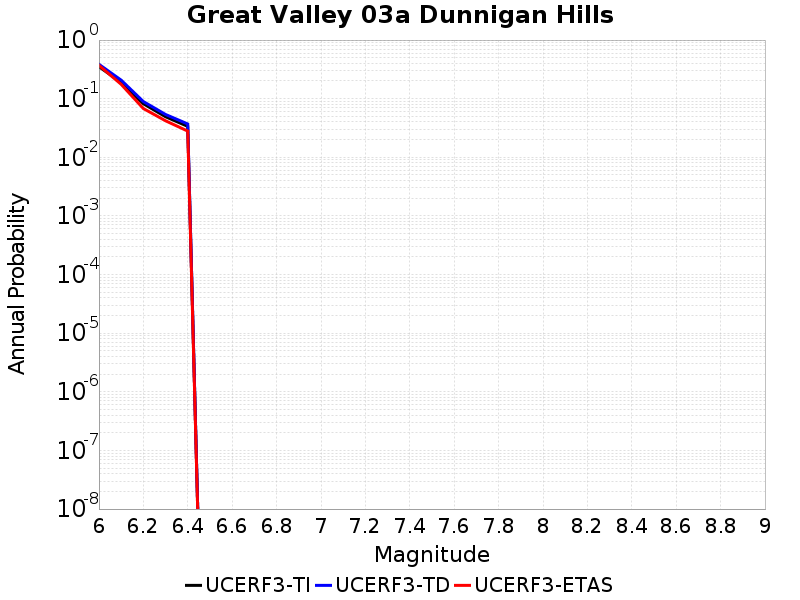 Great Valley 03a Dunnigan Hills
10^0
10^-1
10^-2
10^-3
10^-4
10^-5
10^-6
10^-7
10^-8
Annual Probability
6 6.2 6.4 6.6 6.8 7 7.2 7.4 7.6 7.8 8 8.2 8.4 8.6 8.8 9
Magnitude
UCERF3-TI UCERF3-TD UCERF3-ETAS